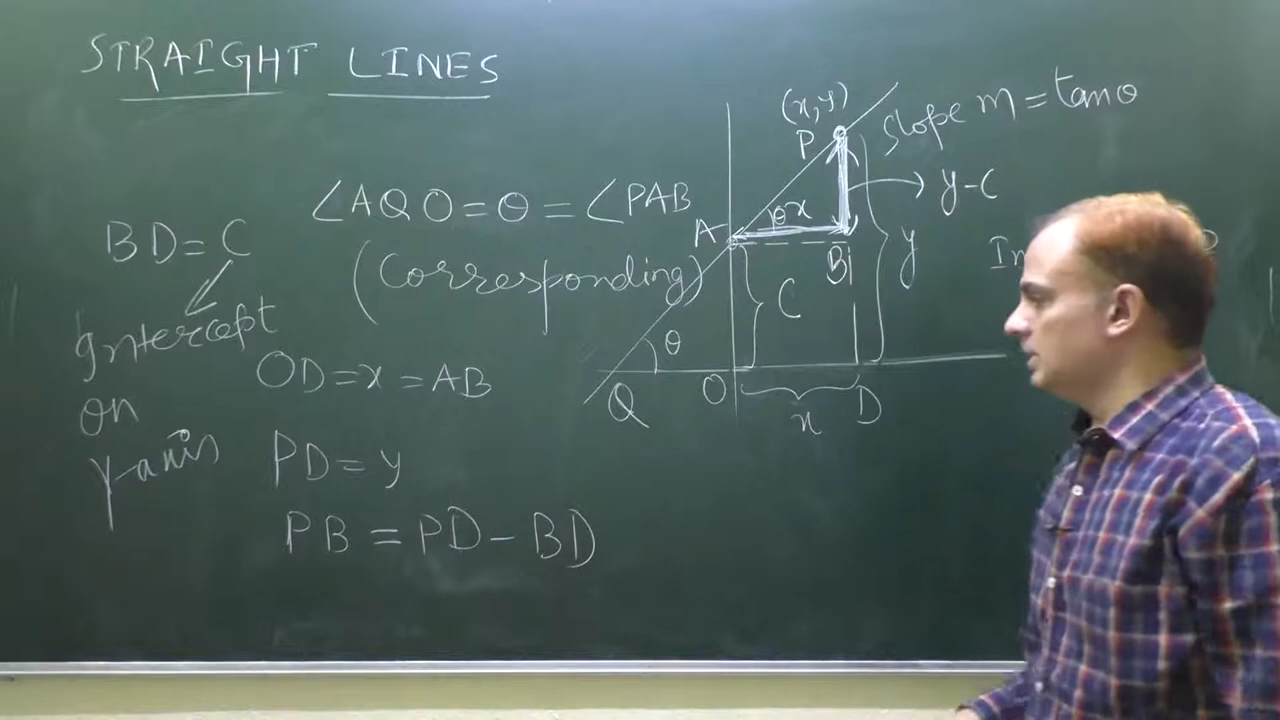 STRAIGHT LINES
∠AQO = θ = ∠PAB
(Corresponding)
BD = C
Intercept
on
y-axis
OD = x = AB
PD = y
PB = PD - BD
(x, y)
P
Slope m = tanθ
y - C
θ x
A
B
y
C
θ
Q
O
x
D